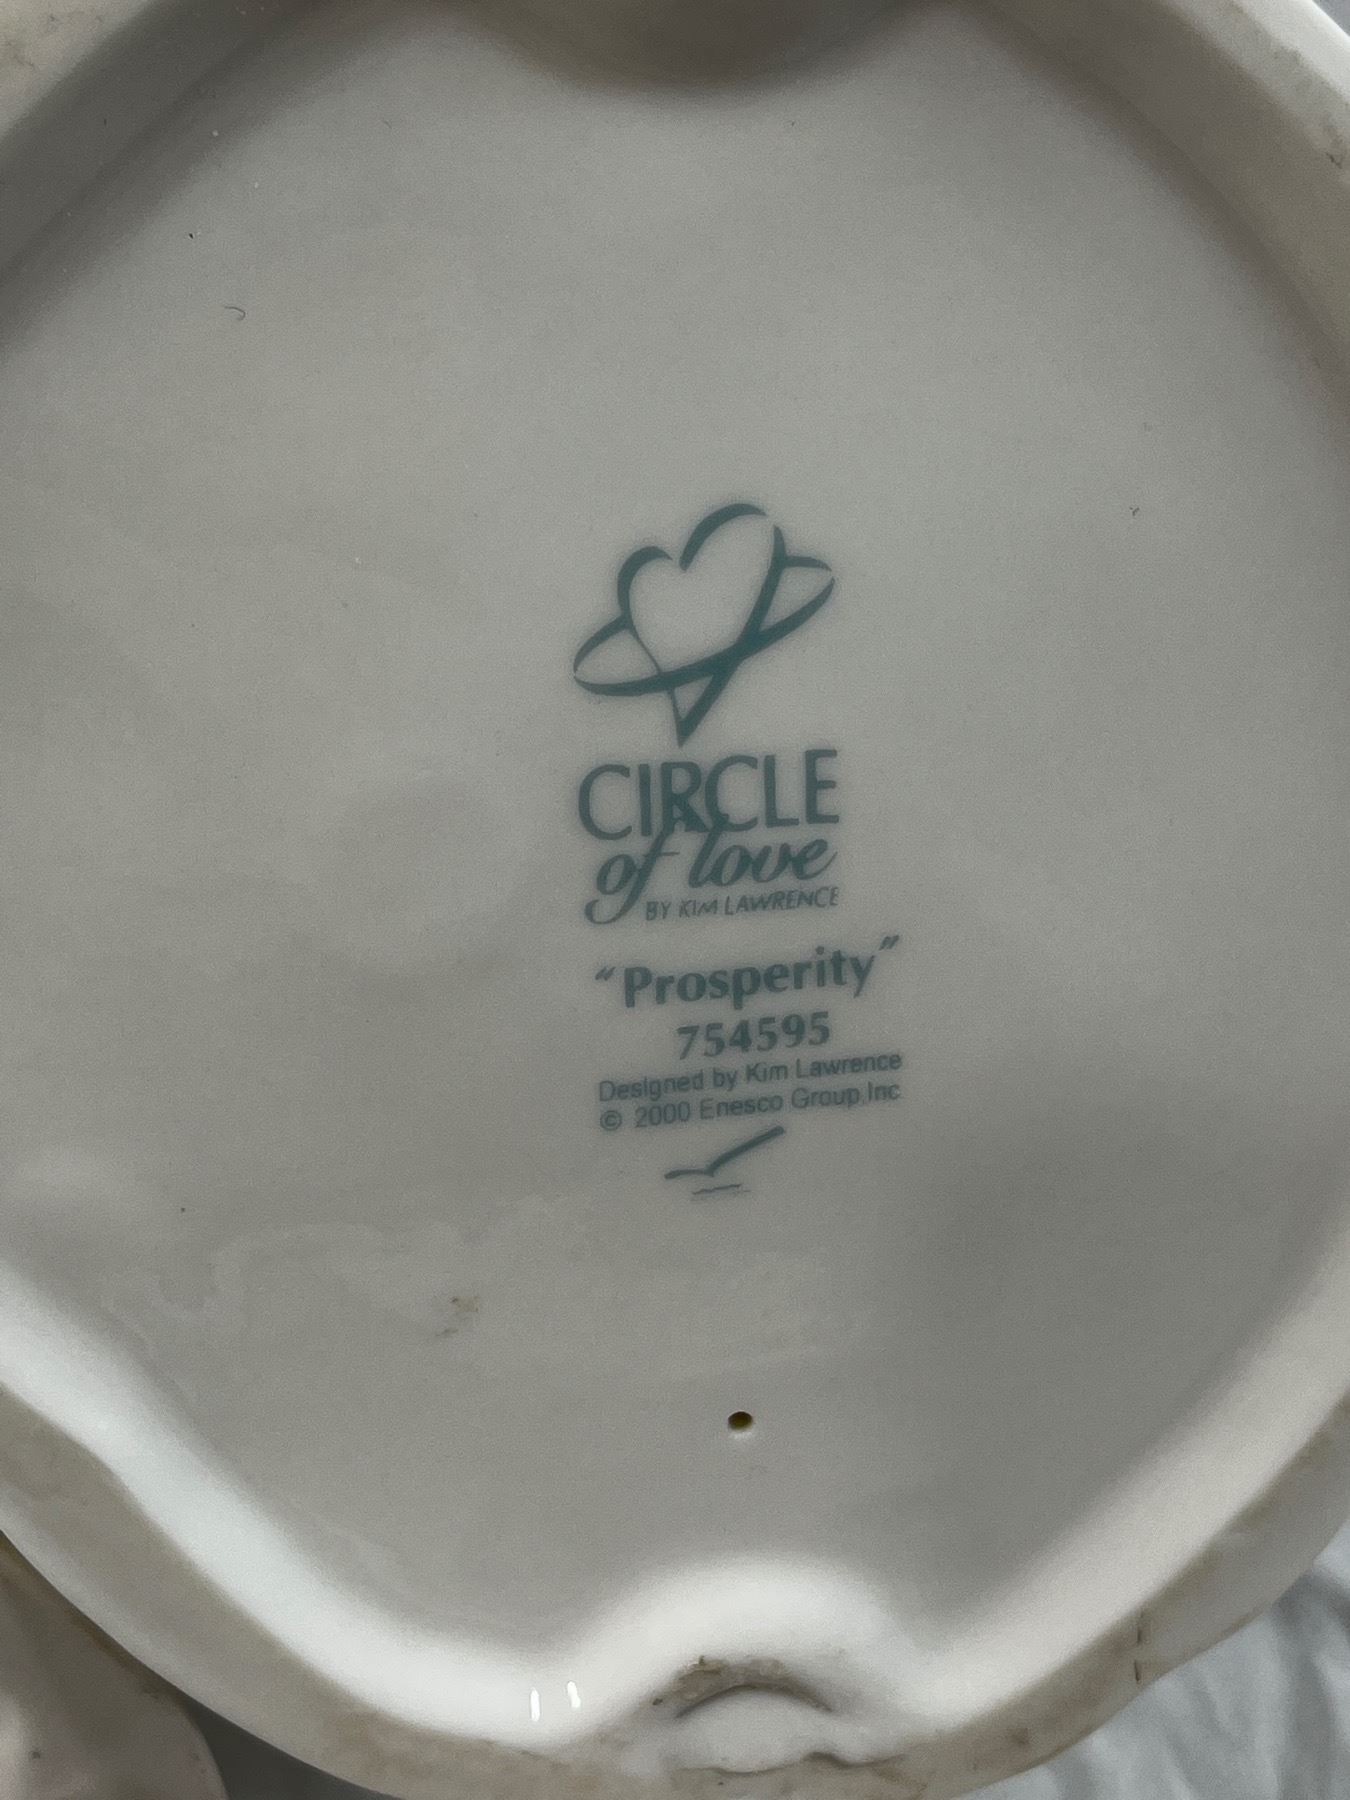 CIRCLE
of love
BY KIM LAWRENCE
"Prosperity"
754595
Designed by Kim Lawrence
© 2000 Enesco Group,Inc